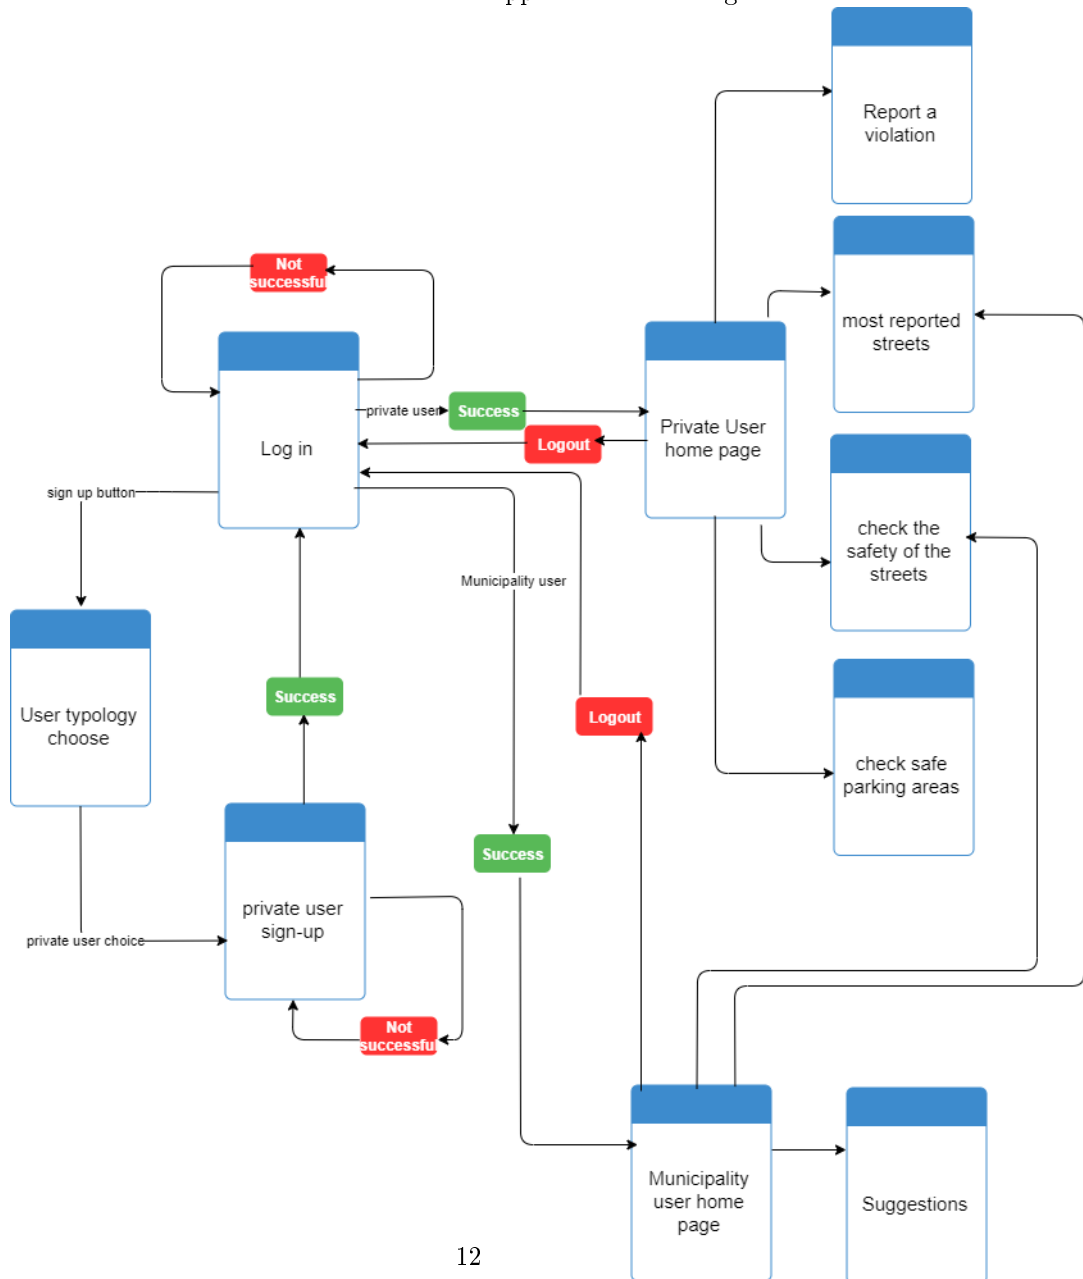 Report a
violation
Not
successful
most reported
streets
private user
Success
Logout
Log in
Private User
home page
sign up button
check the
safety of the
streets
Municipality user
Success
Logout
User typology
choose
check safe
parking areas
Success
private user
sign-up
private user choice
Not
successful
Municipality
user home
page
Suggestions
12